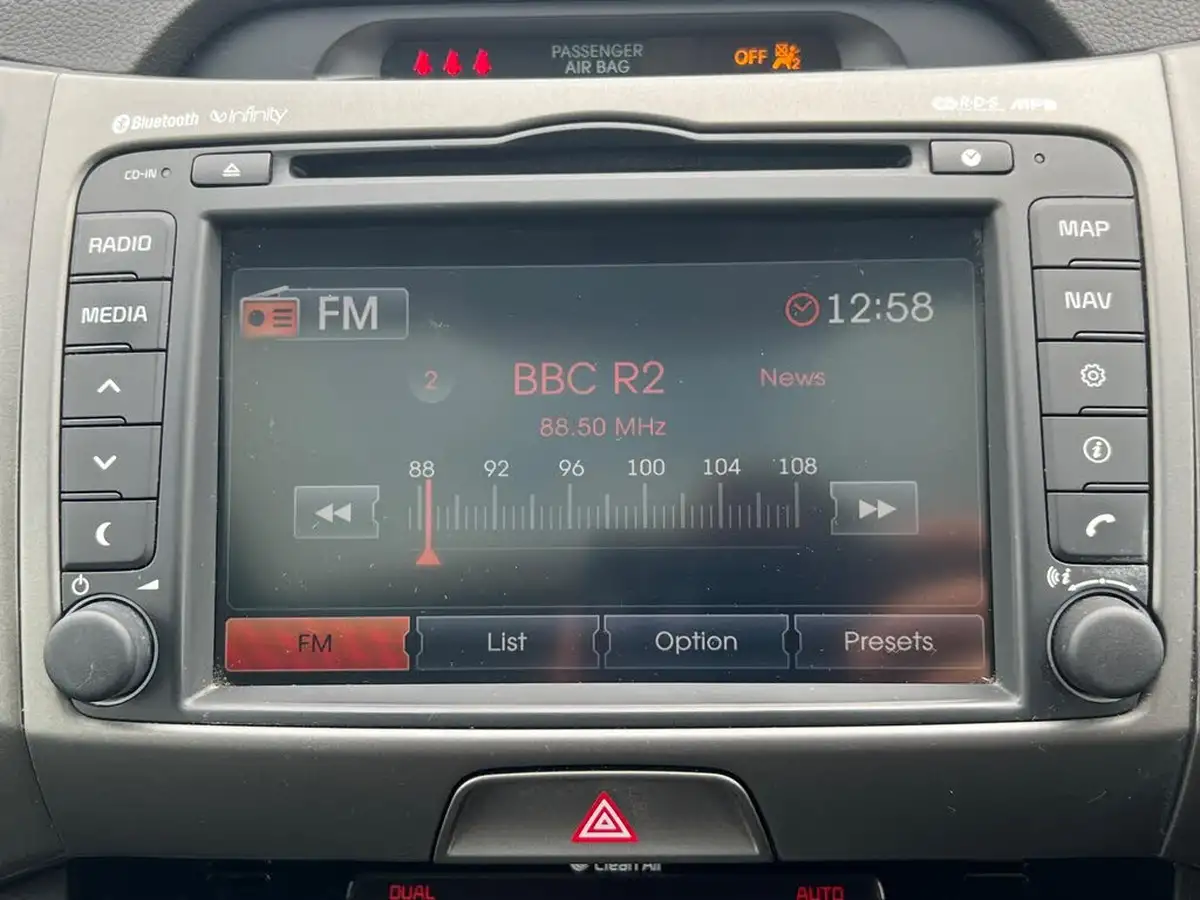 PASSENGER
AIR BAG
OFF
2
Bluetooth
infinity
R·D·S
MP3
CD-IN
RADIO
MEDIA
MAP
NAV
FM
12:58
2
BBC R2
News
88.50 MHz
88 92 96 100 104 108
FM
List
Option
Presets
Clean Air
DUAL
AUTO